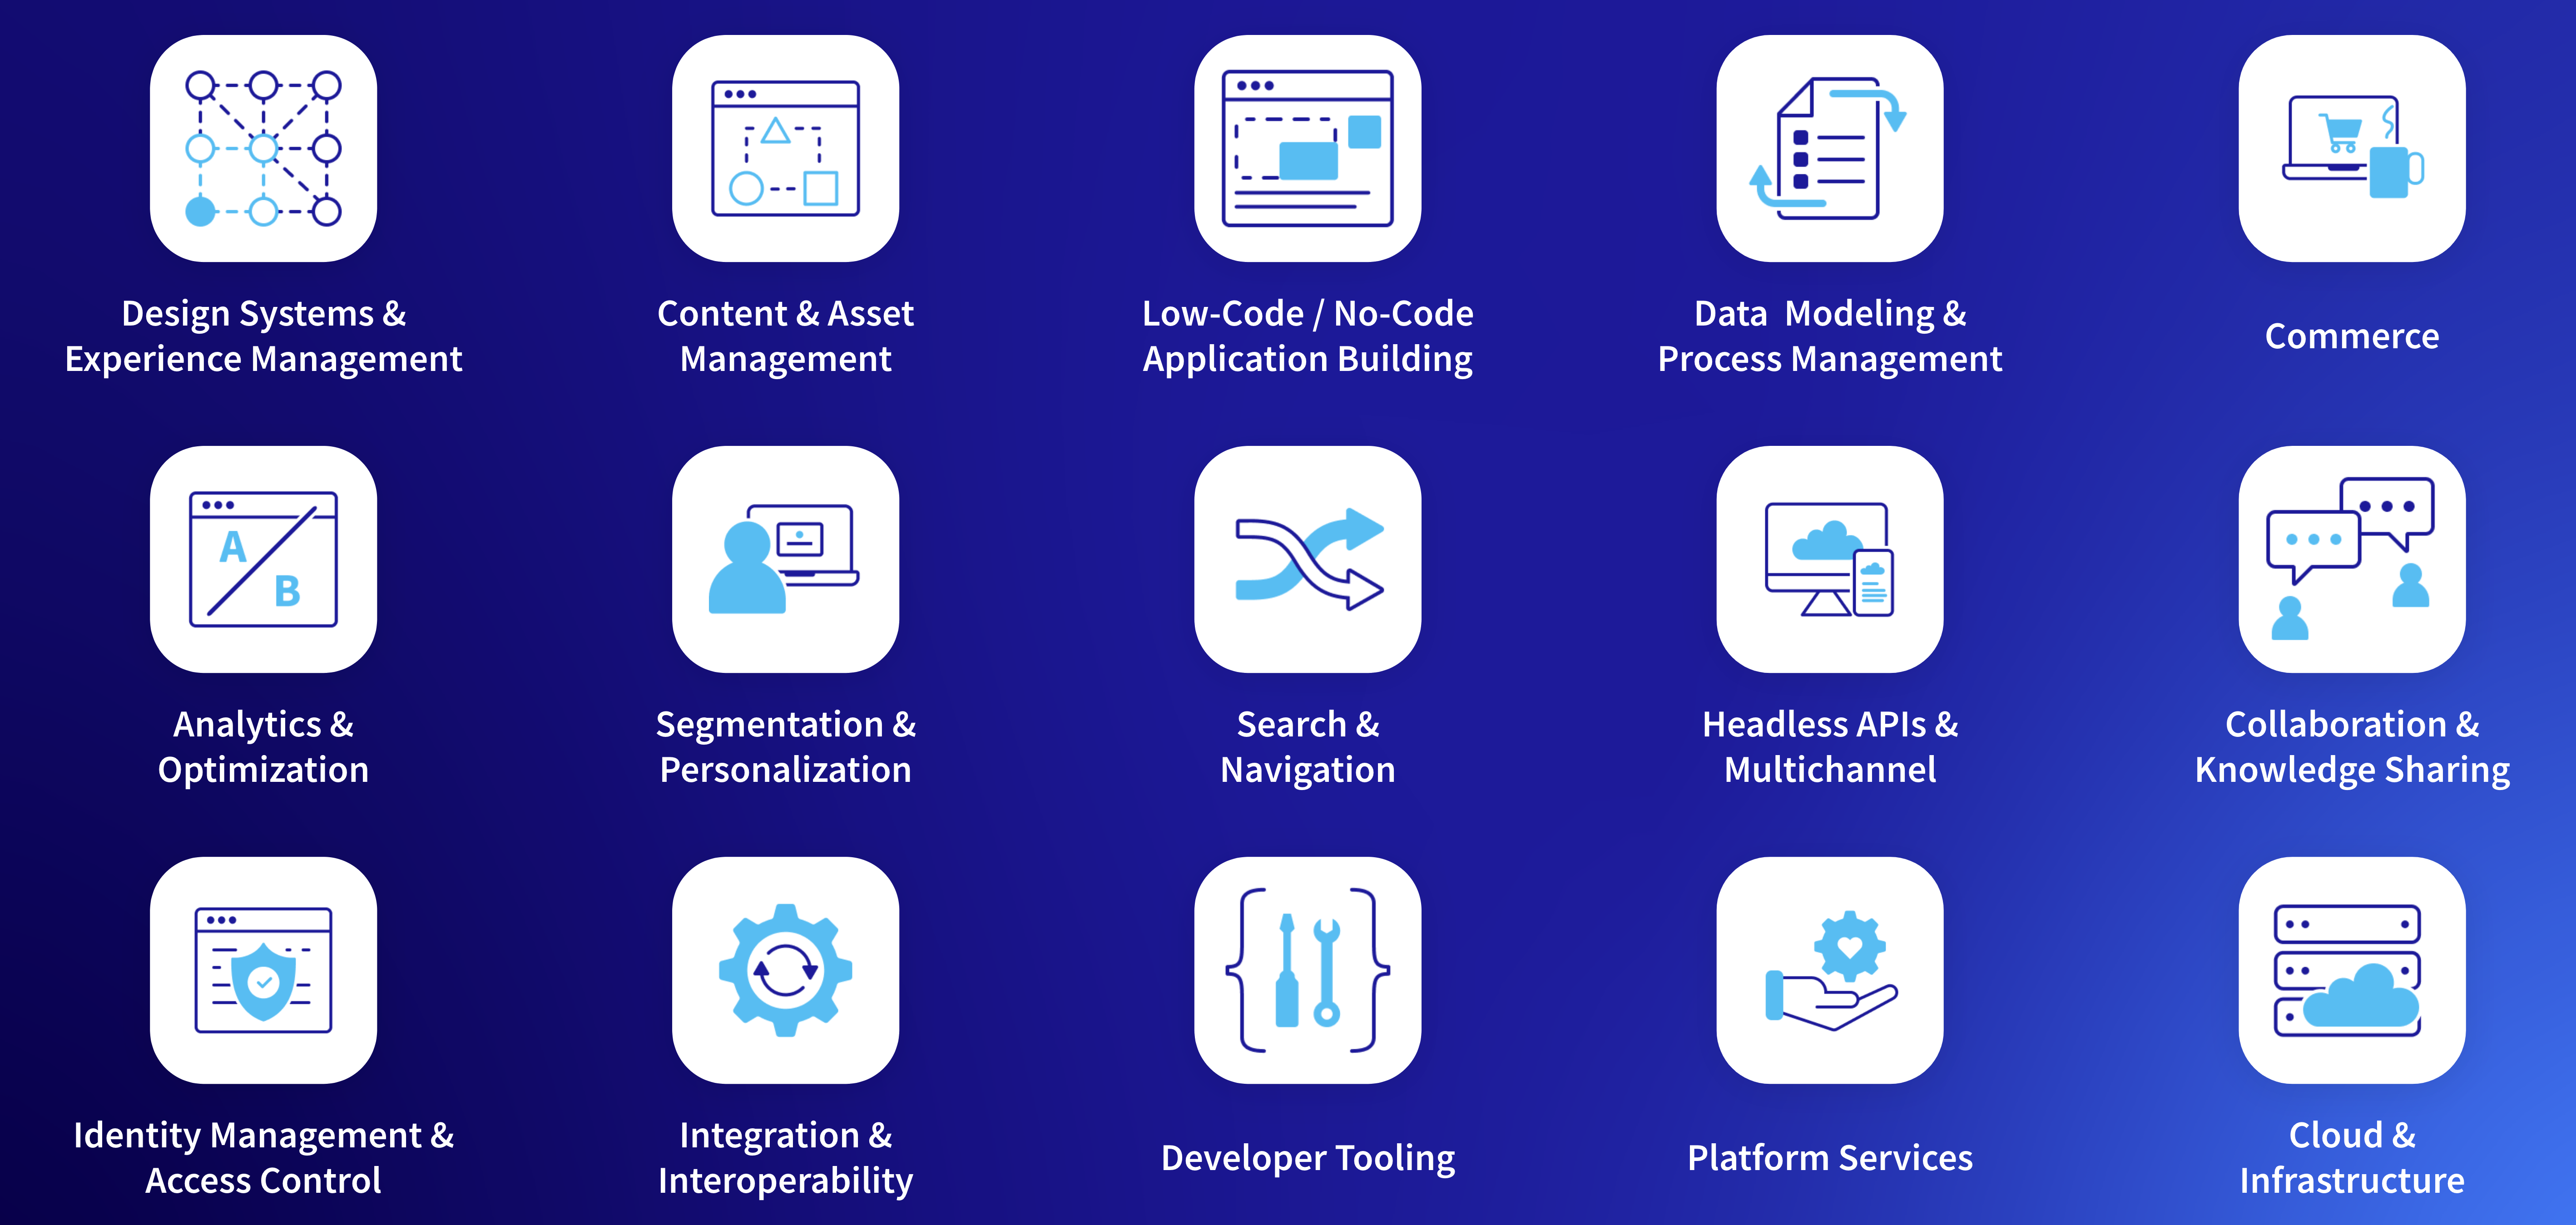 Design Systems &
Experience Management
Content & Asset
Management
Low-Code / No-Code
Application Building
Data  Modeling &
Process Management
Commerce
A
B
Analytics &
Optimization
Segmentation &
Personalization
Search &
Navigation
Headless APIs &
Multichannel
Collaboration &
Knowledge Sharing
Identity Management &
Access Control
Integration &
Interoperability
Developer Tooling
Platform Services
Cloud &
Infrastructure